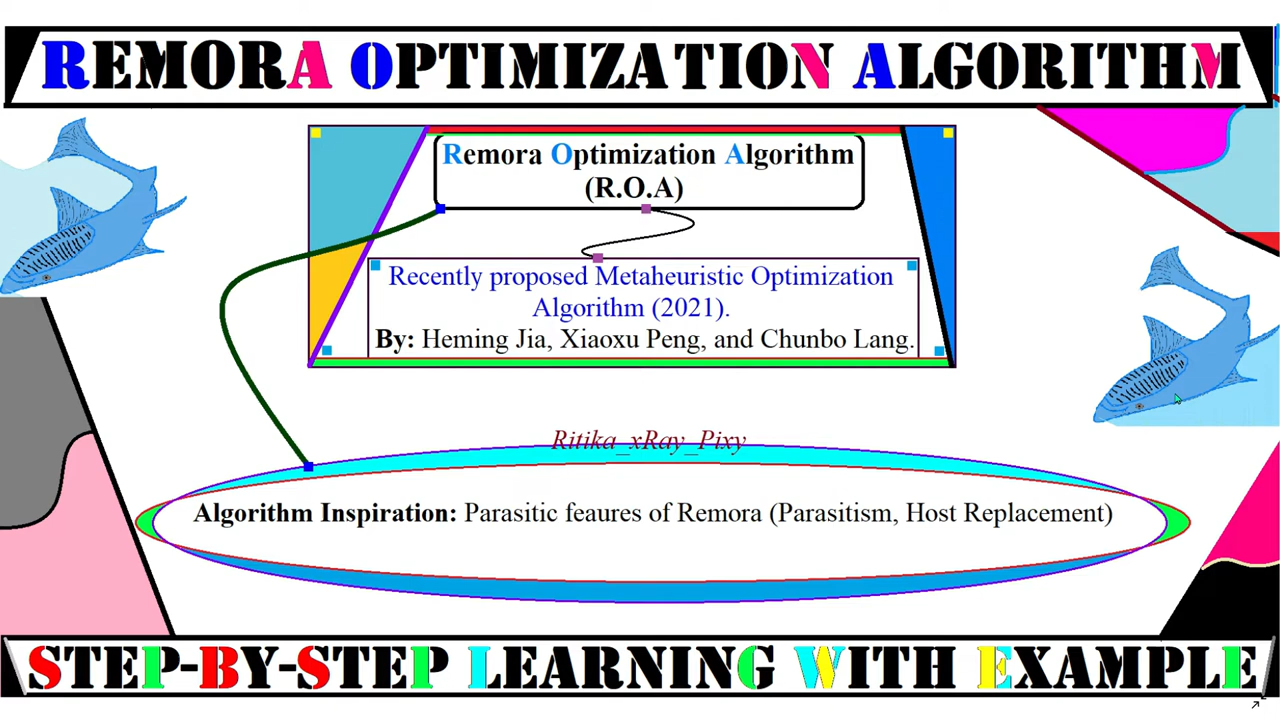 REMORA OPTIMIZATION ALGORITHM
Remora Optimization Algorithm
(R.O.A)
Recently proposed Metaheuristic Optimization
Algorithm (2021).
By: Heming Jia, Xiaoxu Peng, and Chunbo Lang.
Ritika_xRay_Pixy
Algorithm Inspiration: Parasitic feaures of Remora (Parasitism, Host Replacement)
STEP-BY-STEP LEARNING WITH EXAMPLE